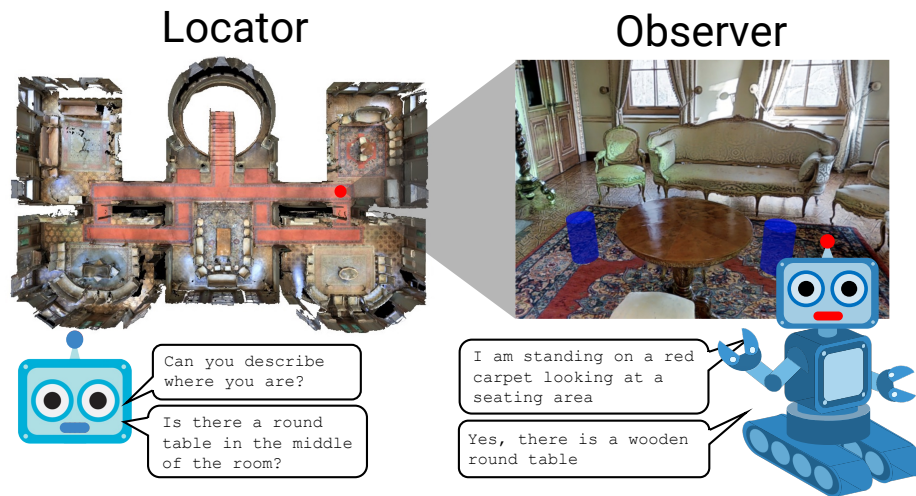 Locator
Observer
Can you describe
where you are?
Is there a round
table in the middle
of the room?
I am standing on a red
carpet looking at a
seating area
Yes, there is a wooden
round table